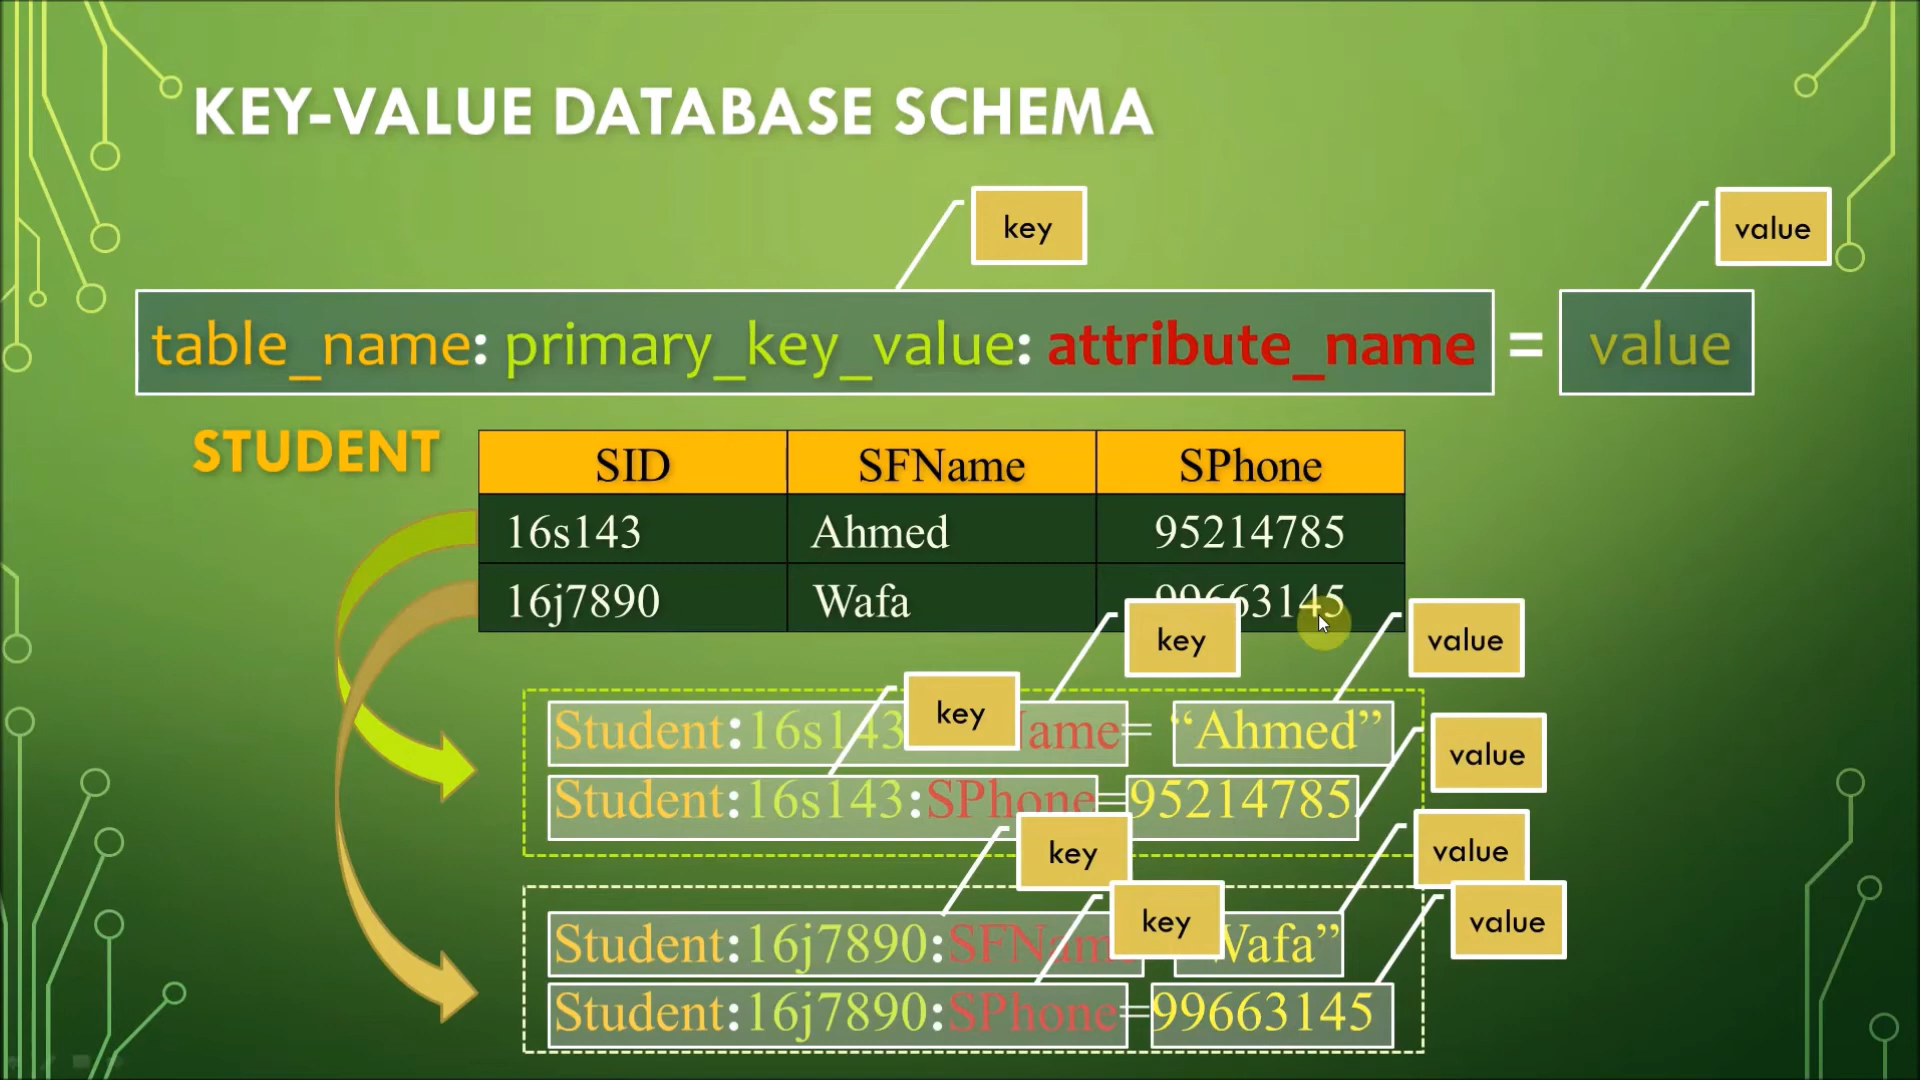 KEY-VALUE DATABASE SCHEMA
key
value
table_name: primary_key_value: attribute_name = value
STUDENT
SID SFName SPhone
16s143 Ahmed 95214785
16j7890 Wafa 99663145
key
value
key
Student:16s143 ame= “Ahmed”
value
Student:16s143:SPhone=95214785
key
value
key
value
Student:16j7890:SFNam Wafa”
Student:16j7890:SPhone=99663145